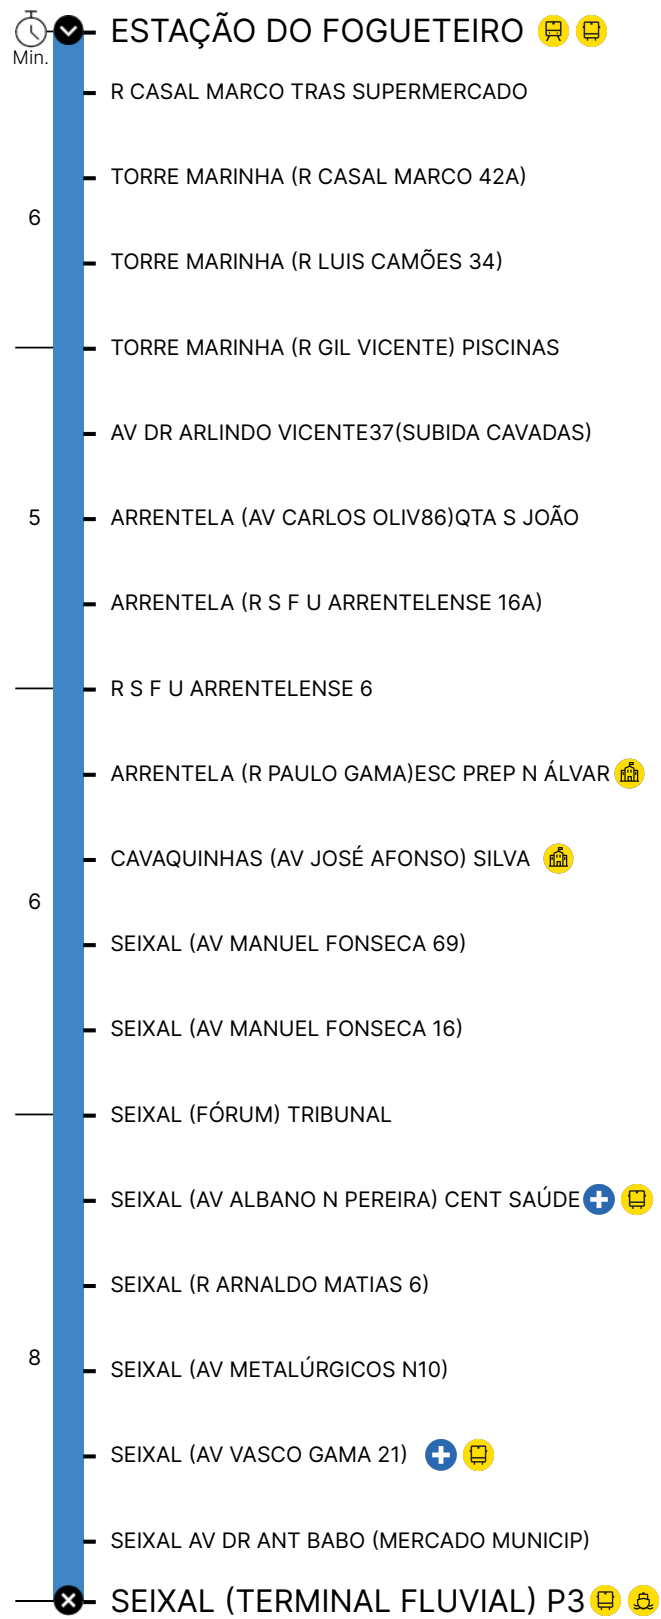 ESTAÇÃO DO FOGUETEIRO
Min.
R CASAL MARCO TRAS SUPERMERCADO
TORRE MARINHA (R CASAL MARCO 42A)
6
TORRE MARINHA (R LUIS CAMÕES 34)
TORRE MARINHA (R GIL VICENTE) PISCINAS
AV DR ARLINDO VICENTE37(SUBIDA CAVADAS)
5
ARRENTELA (AV CARLOS OLIV86)QTA S JOÃO
ARRENTELA (R S F U ARRENTELENSE 16A)
R S F U ARRENTELENSE 6
ARRENTELA (R PAULO GAMA)ESC PREP N ÁLVAR
CAVAQUINHAS (AV JOSÉ AFONSO) SILVA
6
SEIXAL (AV MANUEL FONSECA 69)
SEIXAL (AV MANUEL FONSECA 16)
SEIXAL (FÓRUM) TRIBUNAL
SEIXAL (AV ALBANO N PEREIRA) CENT SAÚDE
SEIXAL (R ARNALDO MATIAS 6)
8
SEIXAL (AV METALÚRGICOS N10)
SEIXAL (AV VASCO GAMA 21)
SEIXAL AV DR ANT BABO (MERCADO MUNICIP)
SEIXAL (TERMINAL FLUVIAL) P3